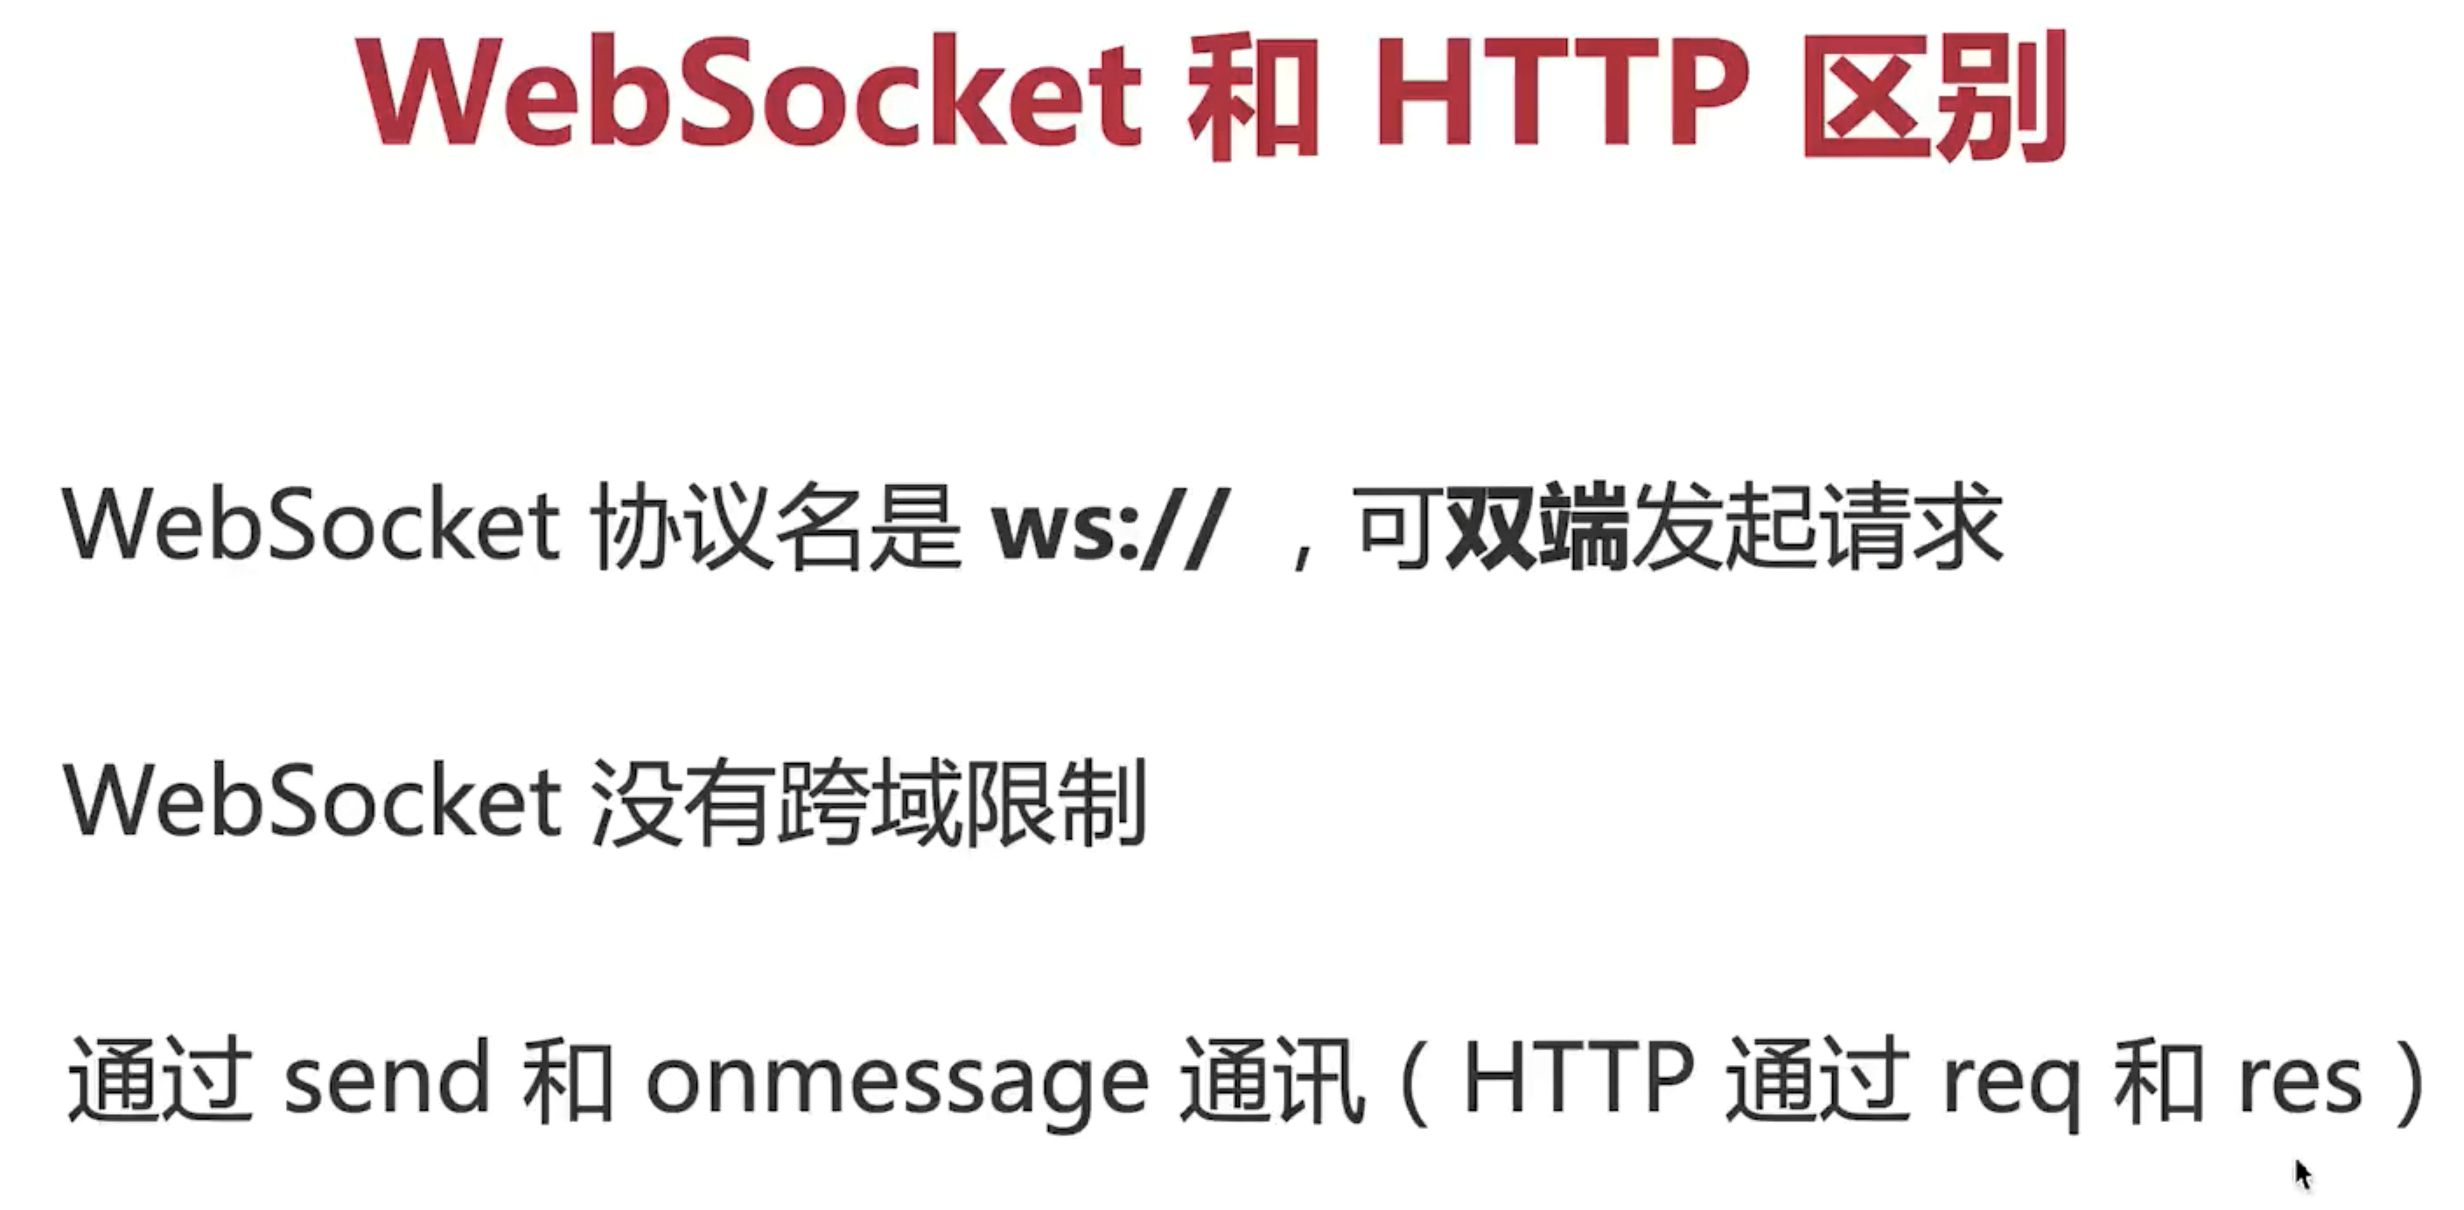 WebSocket 和 HTTP 区别
WebSocket 协议名是 ws:// ，可双端发起请求
WebSocket 没有跨域限制
通过 send 和 onmessage 通讯（HTTP 通过 req 和 res）